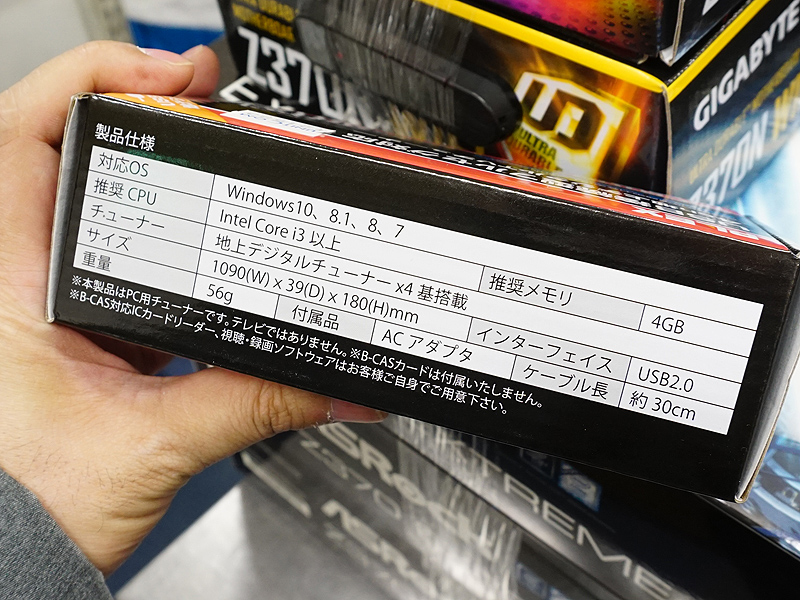 Z370N
GIGABYTE
ULTRA
Z370N
製品仕様
対応OS Windows10、8.1、8、7
推奨 CPU Intel Core i3 以上 推奨メモリ 4GB
チューナー 地上デジタルチューナー x4 基搭載
サイズ 1090(W) x 39(D) x 180(H)mm インターフェイス USB2.0
重量 56g 付属品 AC アダプタ ケーブル長 約 30cm
※本製品はPC用チューナーです。テレビではありません。※B-CASカードは付属いたしません。
※B-CAS対応ICカードリーダー、視聴・録画ソフトウェアはお客様ご自身でご用意下さい。
EXTREME
ASRock
Z370